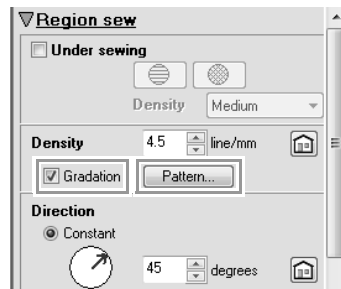 Region sew
Under sewing
Density Medium
Density 4.5 line/mm
Gradation Pattern...
Direction
Constant
45 degrees